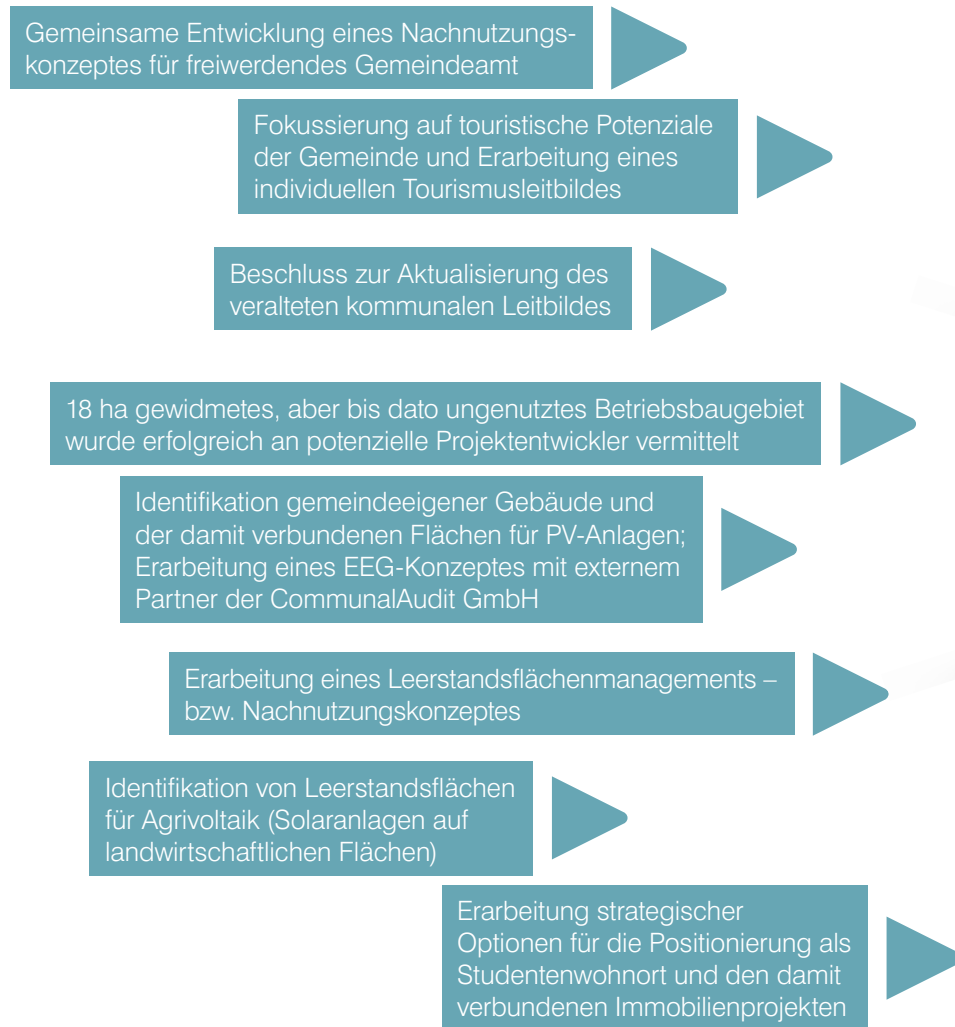 Gemeinsame Entwicklung eines Nachnutzungs-
konzeptes für freiwerdendes Gemeindeamt
Fokussierung auf touristische Potenziale
der Gemeinde und Erarbeitung eines
individuellen Tourismusleitbildes
Beschluss zur Aktualisierung des
veralteten kommunalen Leitbildes
18 ha gewidmetes, aber bis dato ungenutztes Betriebsbaugebiet
wurde erfolgreich an potenzielle Projektentwickler vermittelt
Identifikation gemeindeeigener Gebäude und
der damit verbundenen Flächen für PV-Anlagen;
Erarbeitung eines EEG-Konzeptes mit externem
Partner der CommunalAudit GmbH
Erarbeitung eines Leerstandsflächenmanagements –
bzw. Nachnutzungskonzeptes
Identifikation von Leerstandsflächen
für Agrivoltaik (Solaranlagen auf
landwirtschaftlichen Flächen)
Erarbeitung strategischer
Optionen für die Positionierung als
Studentenwohnort und den damit
verbundenen Immobilienprojekten